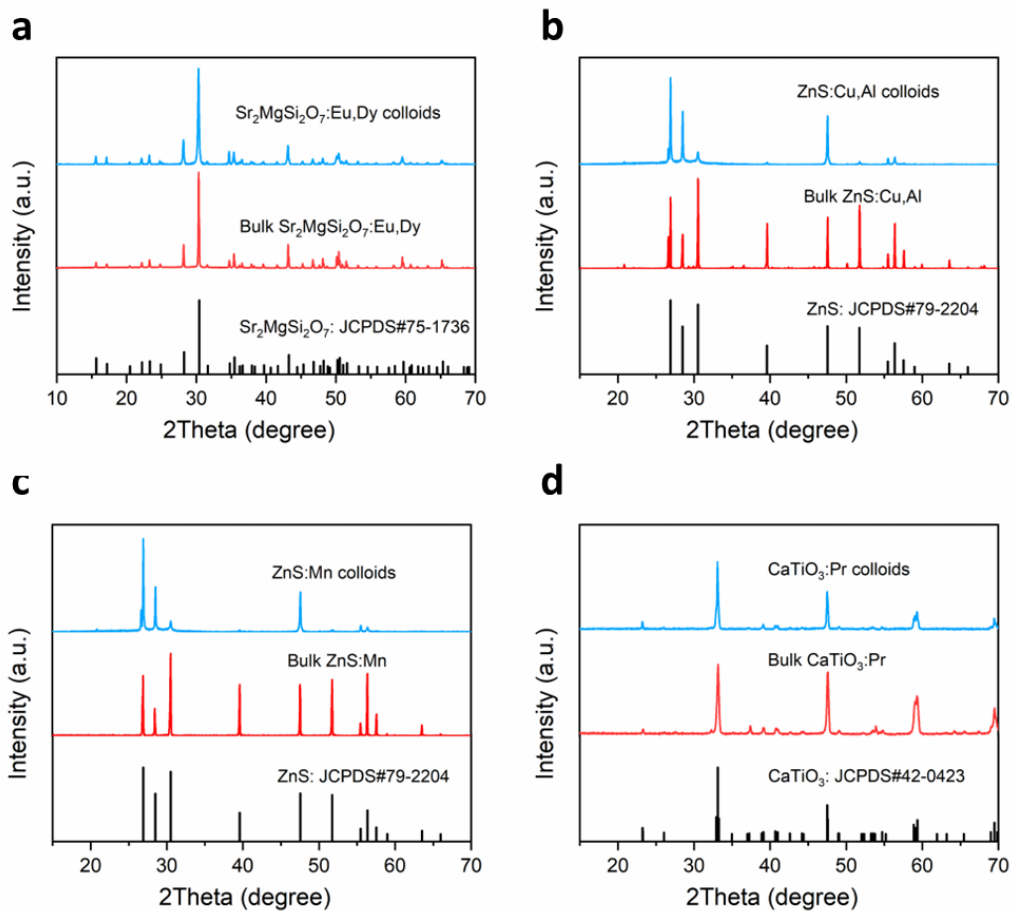 a
Sr₂MgSi₂O₇:Eu,Dy colloids
Bulk Sr₂MgSi₂O₇:Eu,Dy
Sr₂MgSi₂O₇: JCPDS#75-1736
Intensity (a.u.)
10 20 30 40 50 60 70
2Theta (degree)
b
ZnS:Cu,Al colloids
Bulk ZnS:Cu,Al
ZnS: JCPDS#79-2204
Intensity (a.u.)
20 30 40 50 60 70
2Theta (degree)
c
ZnS:Mn colloids
Bulk ZnS:Mn
ZnS: JCPDS#79-2204
Intensity (a.u.)
20 30 40 50 60 70
2Theta (degree)
d
CaTiO₃:Pr colloids
Bulk CaTiO₃:Pr
CaTiO₃: JCPDS#42-0423
Intensity (a.u.)
20 30 40 50 60 70
2Theta (degree)